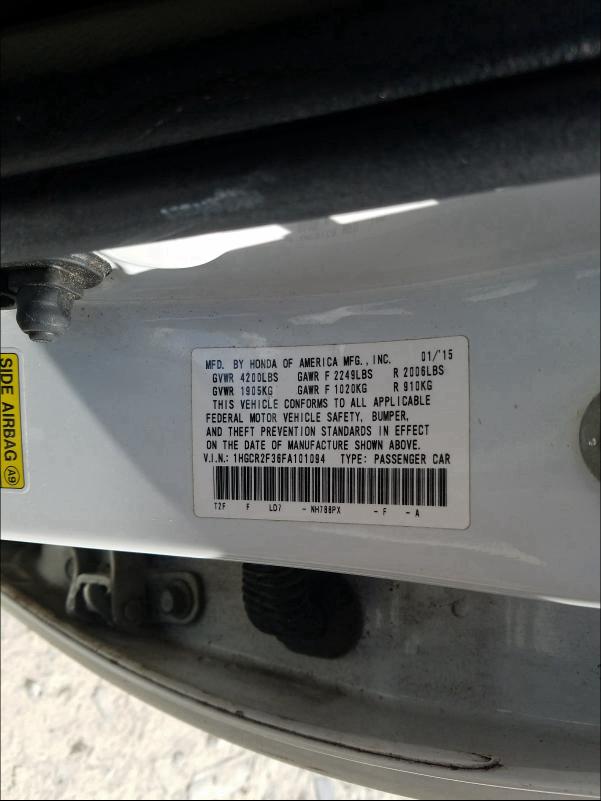 MFD. BY HONDA OF AMERICA MFG., INC. 01/'15
GVWR 4200LBS GAWR F 2249LBS R 2006LBS
GVWR 1905KG GAWR F 1020KG R 910KG
THIS VEHICLE CONFORMS TO ALL APPLICABLE
FEDERAL MOTOR VEHICLE SAFETY, BUMPER,
AND THEFT PREVENTION STANDARDS IN EFFECT
ON THE DATE OF MANUFACTURE SHOWN ABOVE.
V.I.N.: 1HGCR2F36FA101094 TYPE: PASSENGER CAR
T2F F LD7 - NH788PX - F - A
SIDE AIRBAG
A9